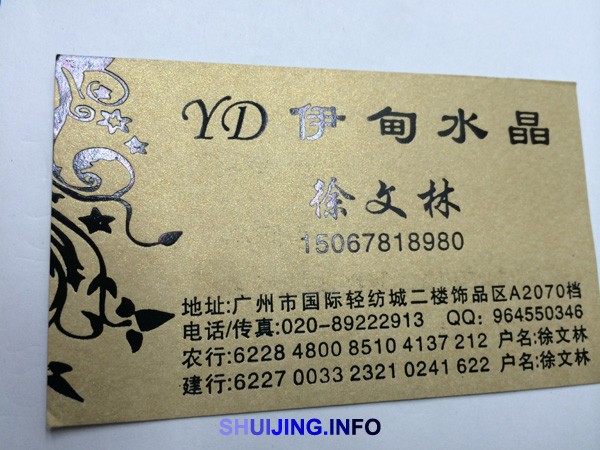 YD 伊甸水晶
徐文林
15067818980
地址:广州市国际轻纺城二楼饰品区A2070档
电话/传真:020-89222913 QQ: 964550346
农行:6228 4800 8510 4137 212 户名:徐文林
建行:6227 0033 2321 0241 622 户名:徐文林
SHUIJING.INFO